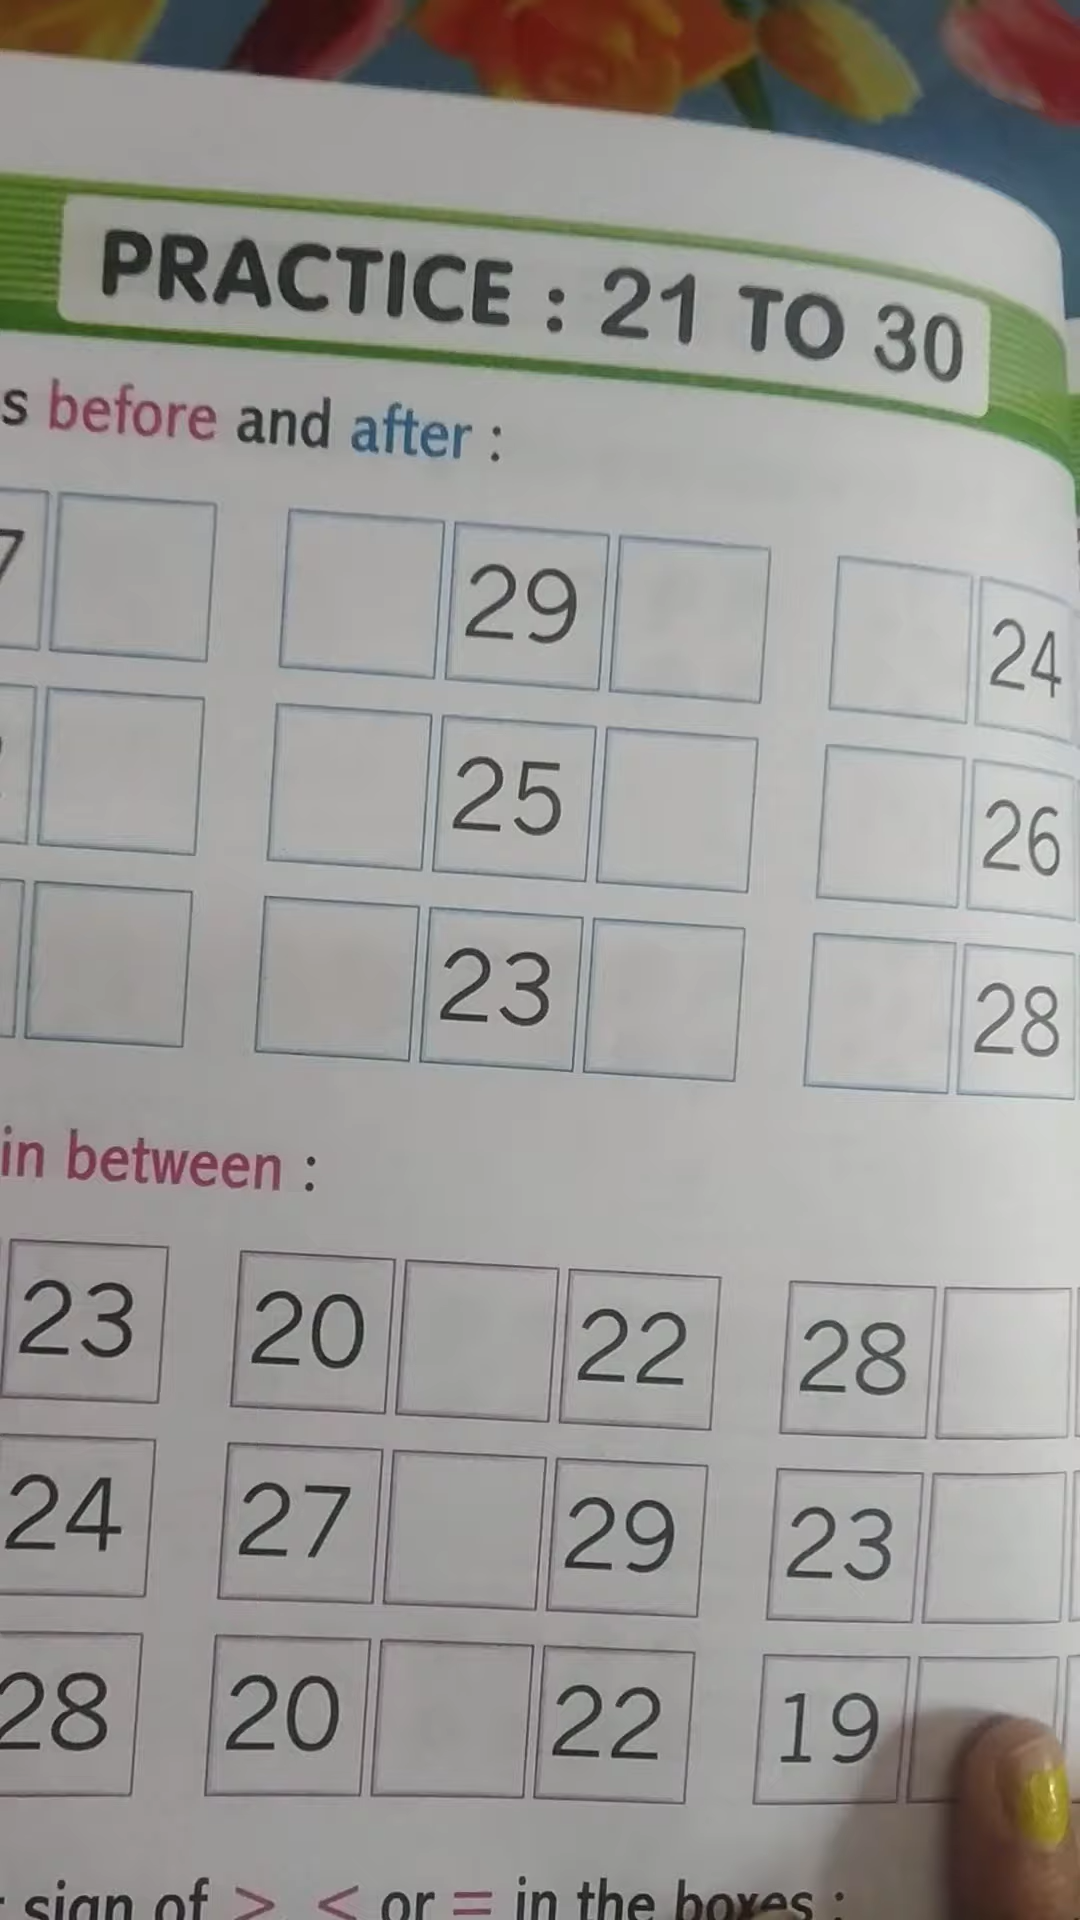 PRACTICE : 21 TO 30
before and after :
7 29 24
25 26
23 28
in between :
23 20 22 28
24 27 29 23
28 20 22 19
sign of > < or = in the boxes :